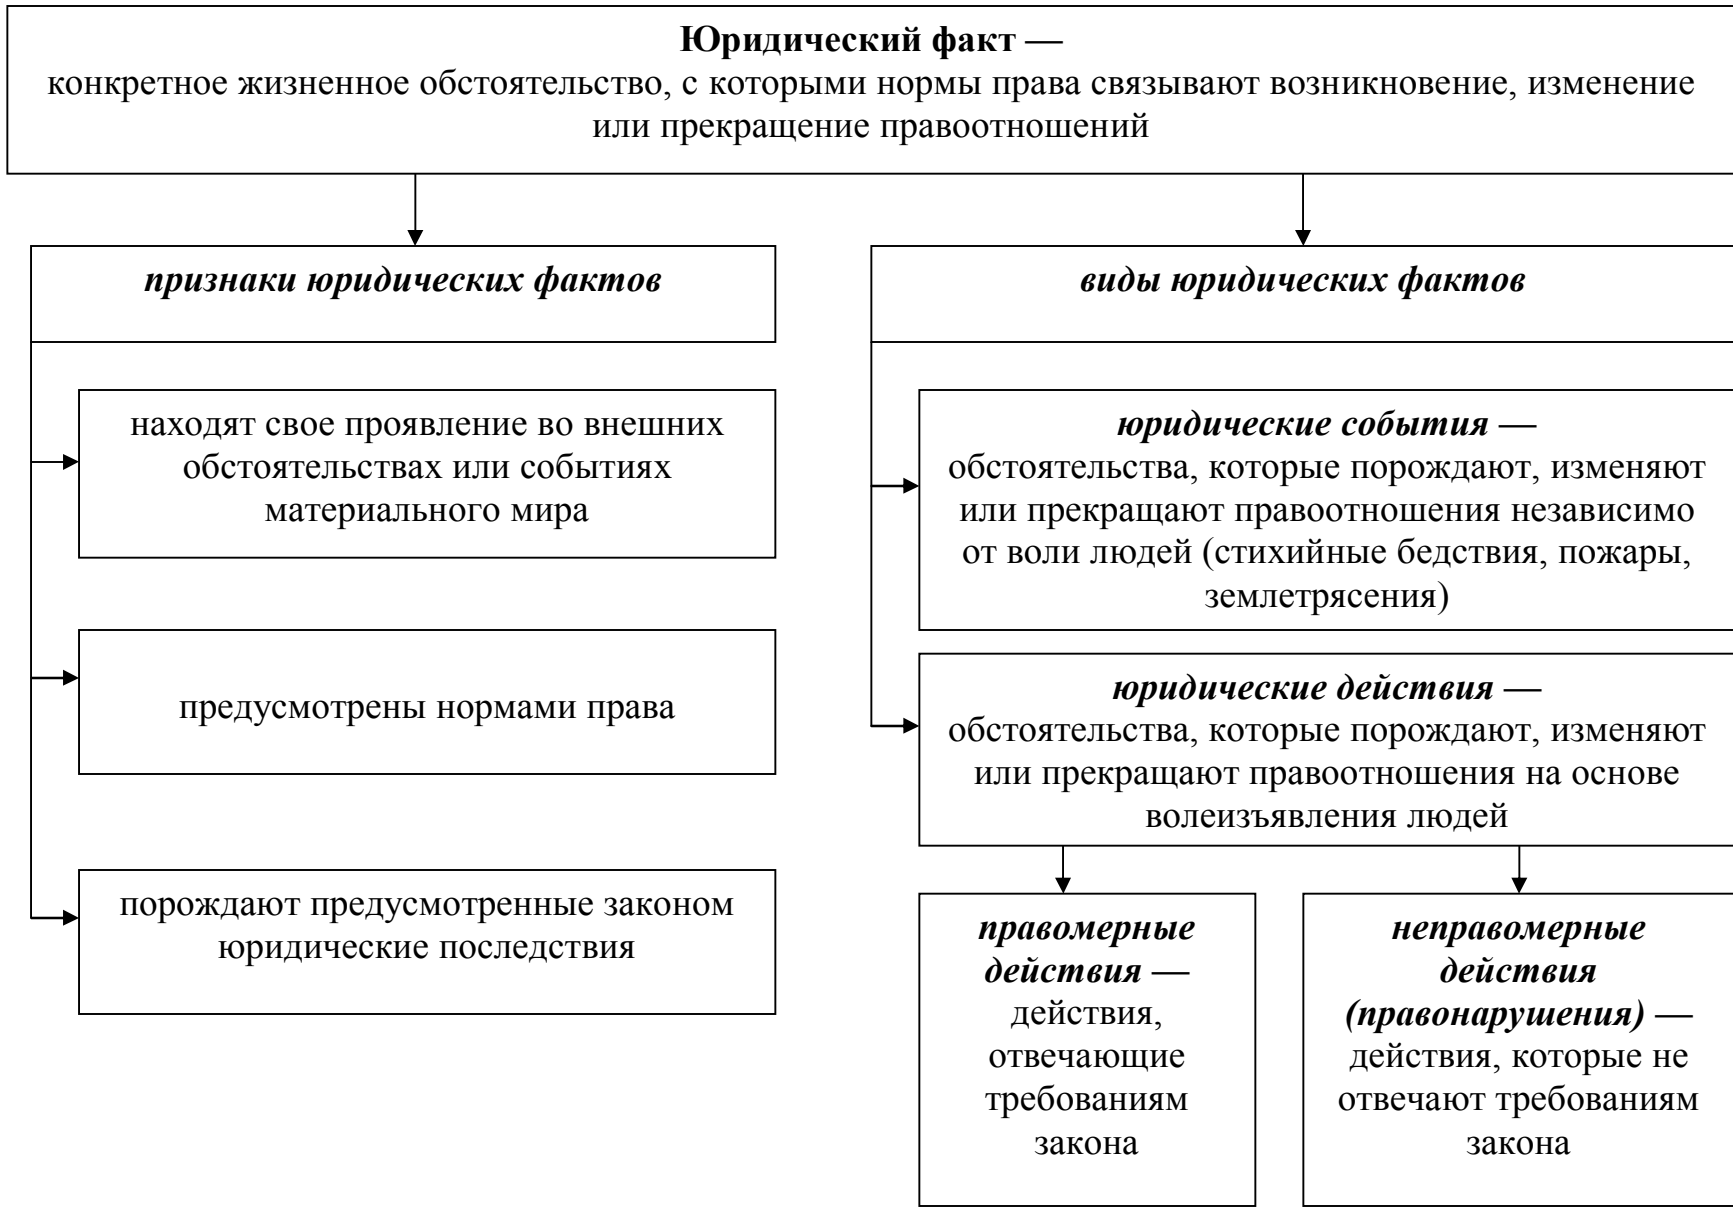 Юридический факт —
конкретное жизненное обстоятельство, с которыми нормы права связывают возникновение, изменение
или прекращение правоотношений
признаки юридических фактов
находят свое проявление во внешних
обстоятельствах или событиях
материального мира
предусмотрены нормами права
порождают предусмотренные законом
юридические последствия
виды юридических фактов
юридические события —
обстоятельства, которые порождают, изменяют
или прекращают правоотношения независимо
от воли людей (стихийные бедствия, пожары,
землетрясения)
юридические действия —
обстоятельства, которые порождают, изменяют
или прекращают правоотношения на основе
волеизъявления людей
правомерные
действия —
действия,
отвечающие
требованиям
закона
неправомерные
действия
(правонарушения) —
действия, которые не
отвечают требованиям
закона